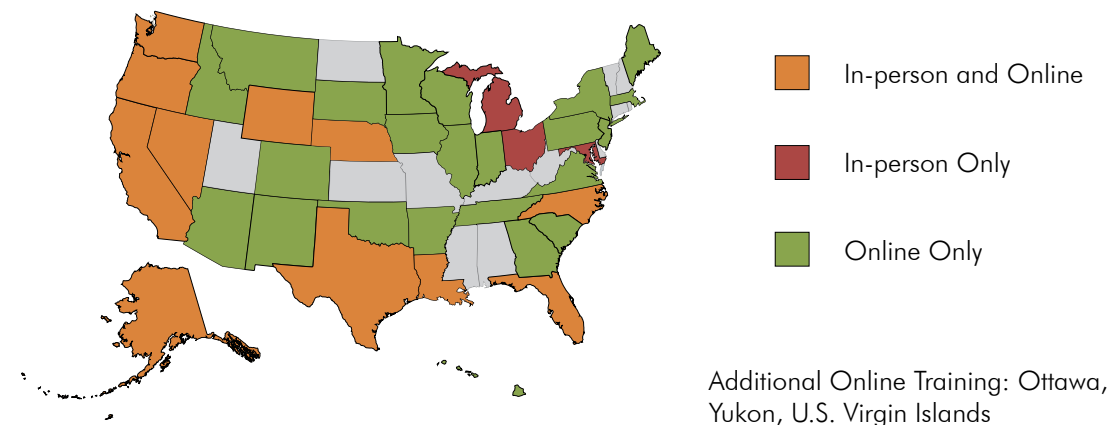 In-person and Online
In-person Only
Online Only
Additional Online Training: Ottawa,
Yukon, U.S. Virgin Islands